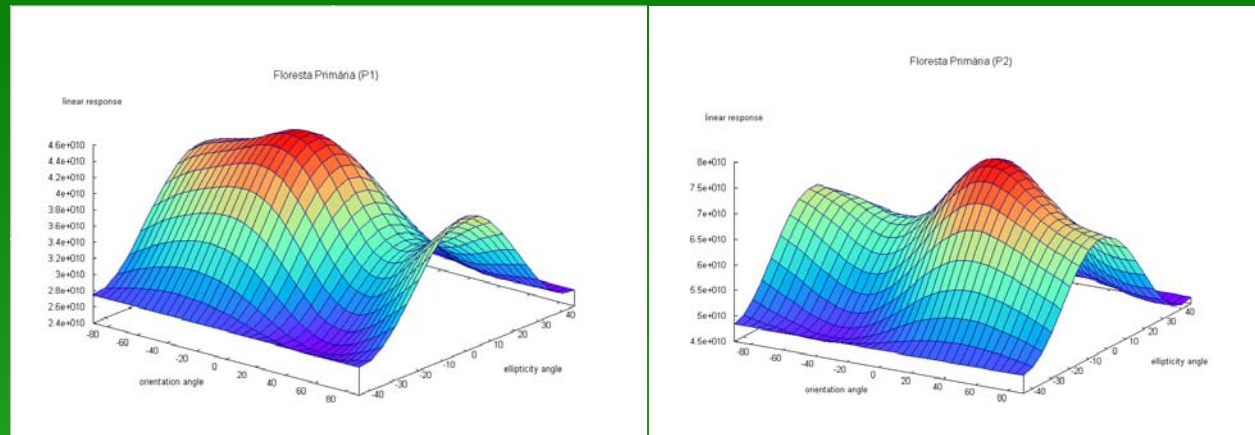 Floresta Primária (P1)
linear response
4.6e+010
4.4e+010
4.2e+010
4e+010
3.8e+010
3.6e+010
3.4e+010
3.2e+010
3e+010
2.8e+010
2.6e+010
2.4e+010
-80
-60
-40
-20
0
20
40
60
80
orientation angle
-40
-30
-20
-10
0
10
20
30
40
ellipticity angle
Floresta Primária (P2)
linear response
8e+010
7.5e+010
7e+010
6.5e+010
6e+010
5.5e+010
5e+010
4.5e+010
-80
-60
-40
-20
0
20
40
60
80
orientation angle
-40
-30
-20
-10
0
10
20
30
40
ellipticity angle